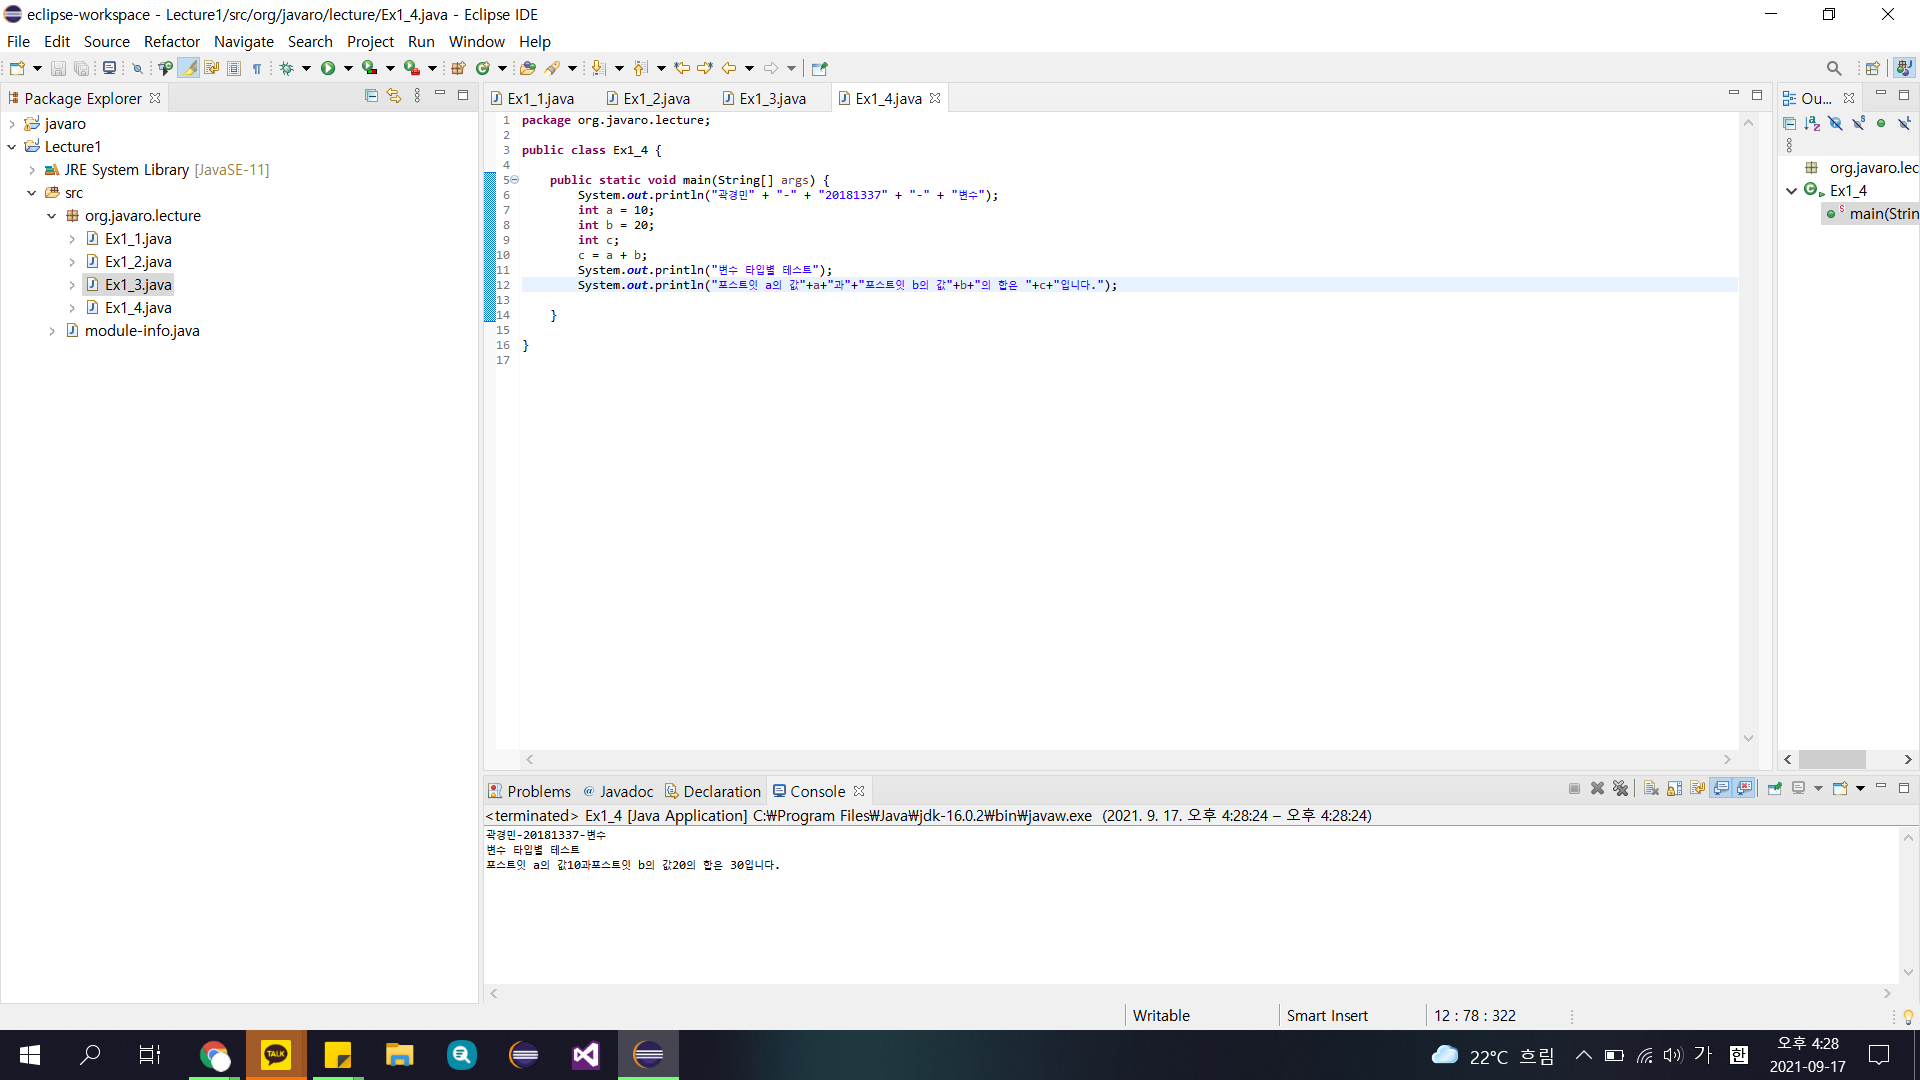 eclipse-workspace - Lecture1/src/org/javaro/lecture/Ex1_4.java - Eclipse IDE
File Edit Source Refactor Navigate Search Project Run Window Help
Package Explorer
javaro
Lecture1
JRE System Library [JavaSE-11]
src
org.javaro.lecture
Ex1_1.java
Ex1_2.java
Ex1_3.java
Ex1_4.java
module-info.java
Ex1_1.java Ex1_2.java Ex1_3.java Ex1_4.java
1 package org.javaro.lecture;
2
3 public class Ex1_4 {
4
5 public static void main(String[] args) {
6 System.out.println("곽경민" + "-" + "20181337" + "-" + "변수");
7 int a = 10;
8 int b = 20;
9 int c;
10 c = a + b;
11 System.out.println("변수 타입별 테스트");
12 System.out.println("포스트잇 a의 값"+a+"과"+"포스트잇 b의 값"+b+"의 합은 "+c+"입니다.");
13
14 }
15
16 }
17
Ou...
org.javaro.lec
Ex1_4
main(Strin
Problems @ Javadoc Declaration Console
<terminated> Ex1_4 [Java Application] C:₩Program Files₩Java₩jdk-16.0.2₩bin₩javaw.exe (2021. 9. 17. 오후 4:28:24 – 오후 4:28:24)
곽경민-20181337-변수
변수 타입별 테스트
포스트잇 a의 값10과포스트잇 b의 값20의 합은 30입니다.
Writable Smart Insert 12 : 78 : 322
TALK
22°C 흐림 가 한 오후 4:28
2021-09-17